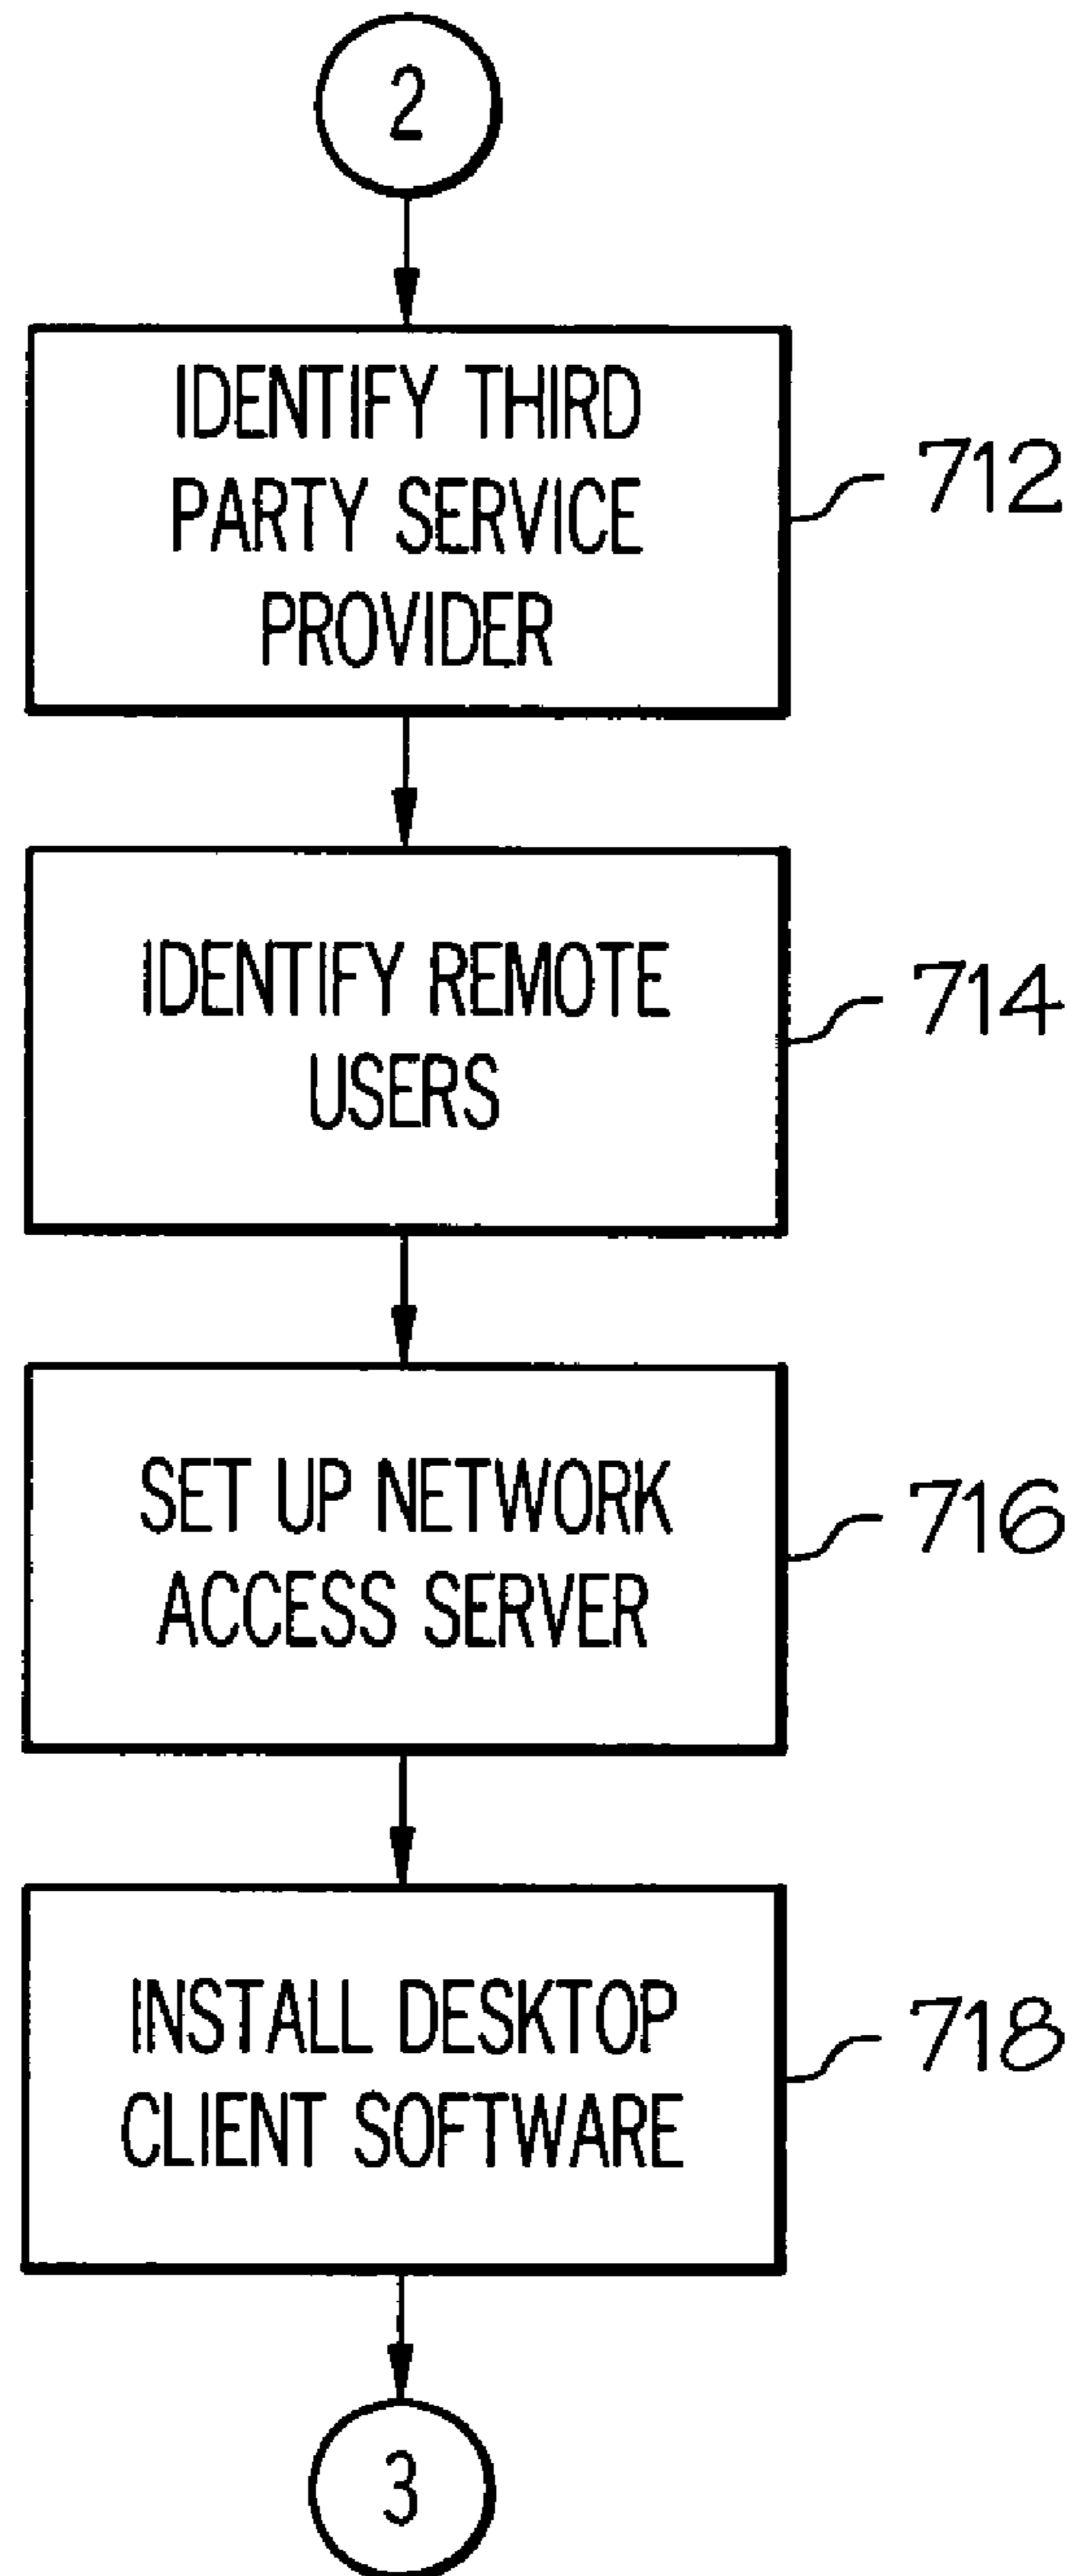 2
IDENTIFY THIRD
PARTY SERVICE
PROVIDER
712
IDENTIFY REMOTE
USERS
714
SET UP NETWORK
ACCESS SERVER
716
INSTALL DESKTOP
CLIENT SOFTWARE
718
3